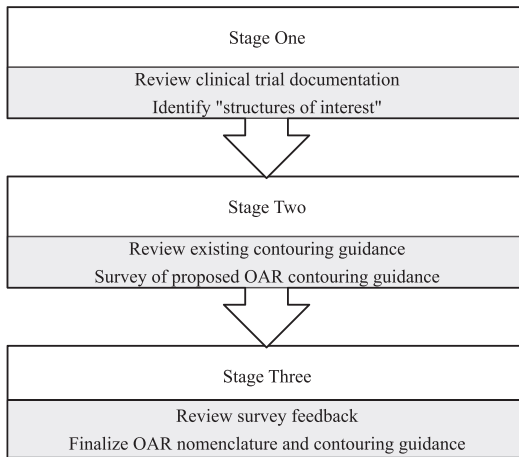 Stage One
Review clinical trial documentation
Identify "structures of interest"
Stage Two
Review existing contouring guidance
Survey of proposed OAR contouring guidance
Stage Three
Review survey feedback
Finalize OAR nomenclature and contouring guidance